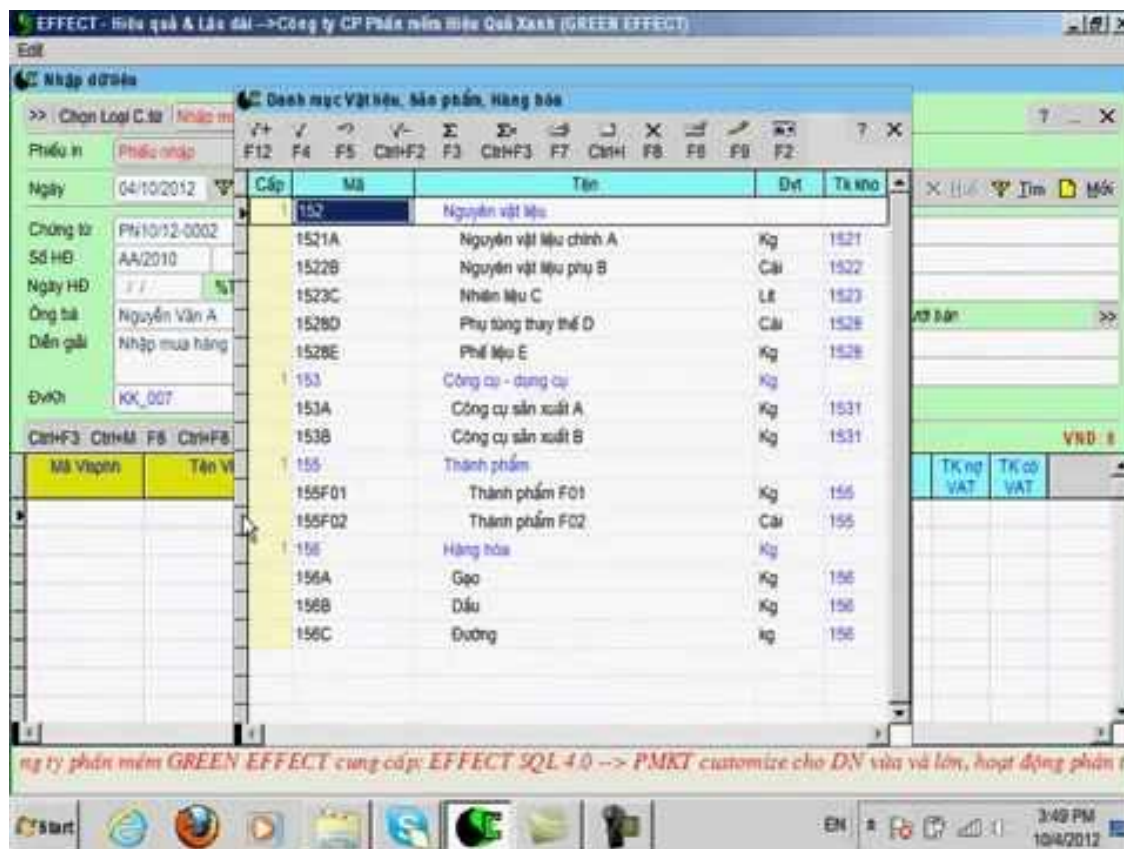 EFFECT - Hiệu quả & Lâu dài -->Công ty CP Phần mềm Hiệu Quả Xanh (GREEN EFFECT)
Edit
Nhập dữ liệu
>> Chọn Loại C.từ Nhập m
? _ X
Danh mục Vật liệu, Sản phẩm, Hàng hóa
? X
F12 F4 F5 Ctrl+F2 F3 Ctrl+F3 F7 Ctrl+I F8 F6 F9 F2
Phiếu in Phiếu nhập
Ngày 04/10/2012
Huỷ Tìm Mới
Chứng từ PN10/12-0002
Số HĐ AA/2010
Ngày HĐ / / %T
Ông bà Nguyễn Văn A
Diễn giải Nhập mua hàng
ĐvKh KK_007
Ctrl+F3 Ctrl+M F8 Ctrl+F8
VND
Cấp Mã Tên Đvt Tk kho
1 152 Nguyên vật liệu
1521A Nguyên vật liệu chính A Kg 1521
1522B Nguyên vật liệu phụ B Cái 1522
1523C Nhiên liệu C Lít 1523
1528D Phụ tùng thay thế D Cái 1528
1528E Phế liệu E Kg 1528
1 153 Công cụ - dụng cụ Kg
153A Công cụ sản xuất A Kg 1531
153B Công cụ sản xuất B Kg 1531
1 155 Thành phẩm
155F01 Thành phẩm F01 Kg 155
155F02 Thành phẩm F02 Cái 155
1 156 Hàng hóa Kg
156A Gạo Kg 156
156B Dầu Kg 156
156C Đường kg 156
Tên V
TK nợ VAT TK có VAT
ng ty phần mềm GREEN EFFECT cung cấp: EFFECT SQL 4.0 --> PMKT customize cho DN vừa và lớn, hoạt động phân
Start
EN
3:49 PM
10/4/2012